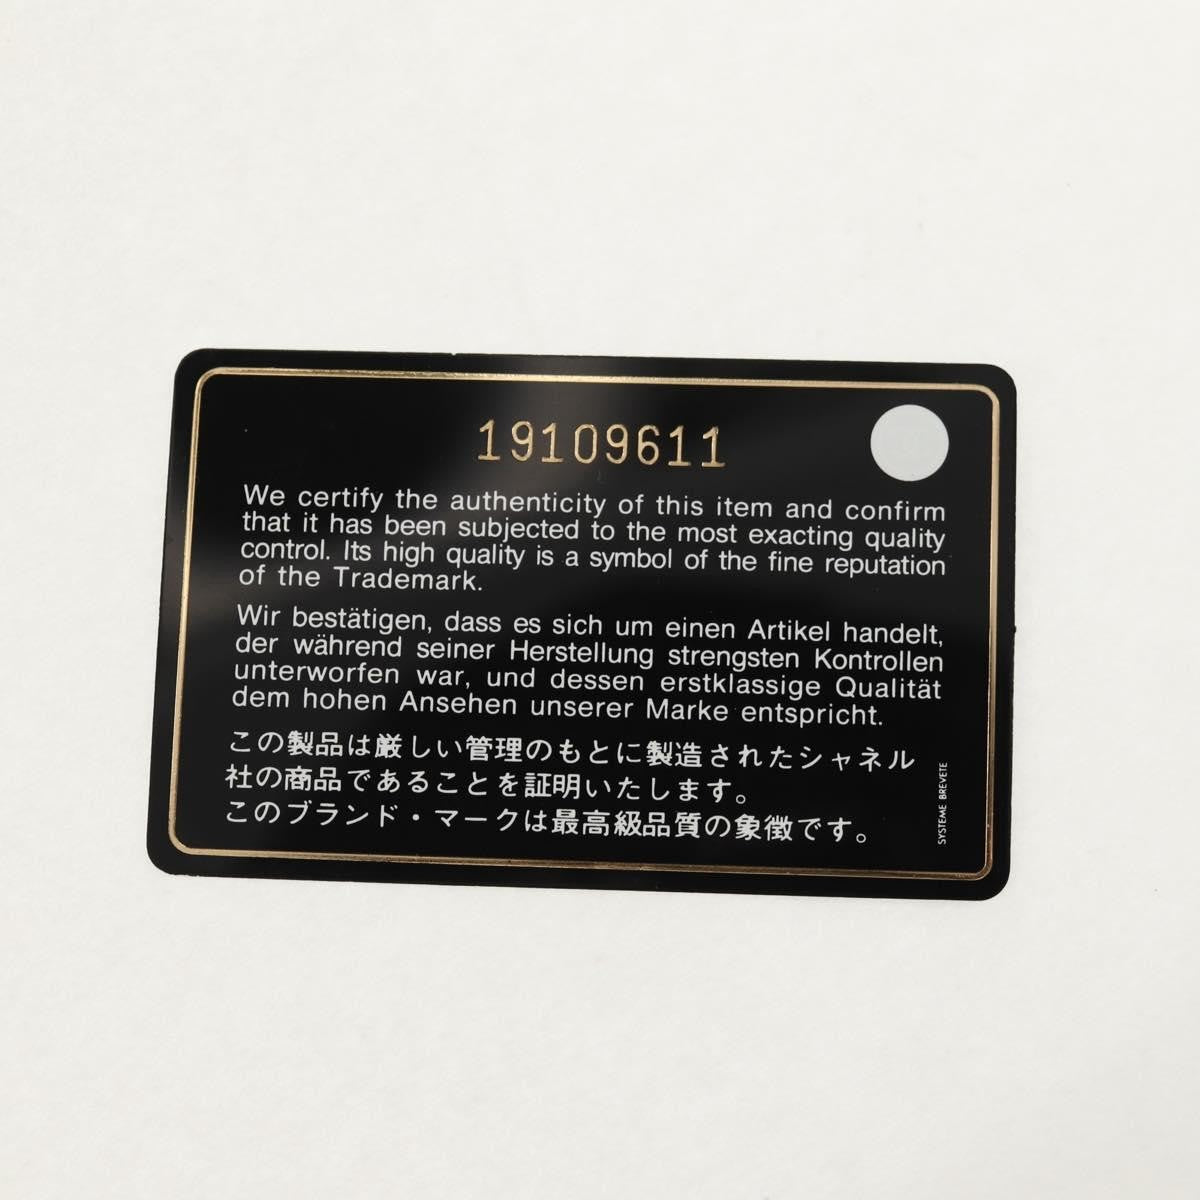 19109611
We certify the authenticity of this item and confirm
that it has been subjected to the most exacting quality
control. Its high quality is a symbol of the fine reputation
of the Trademark.
Wir bestätigen, dass es sich um einen Artikel handelt,
der während seiner Herstellung strengsten Kontrollen
unterworfen war, und dessen erstklassige Qualität
dem hohen Ansehen unserer Marke entspricht.
この製品は厳しい管理のもとに製造されたシャネル
社の商品であることを証明いたします。
このブランド・マークは最高級品質の象徴です。
SYSTEME BREVETE